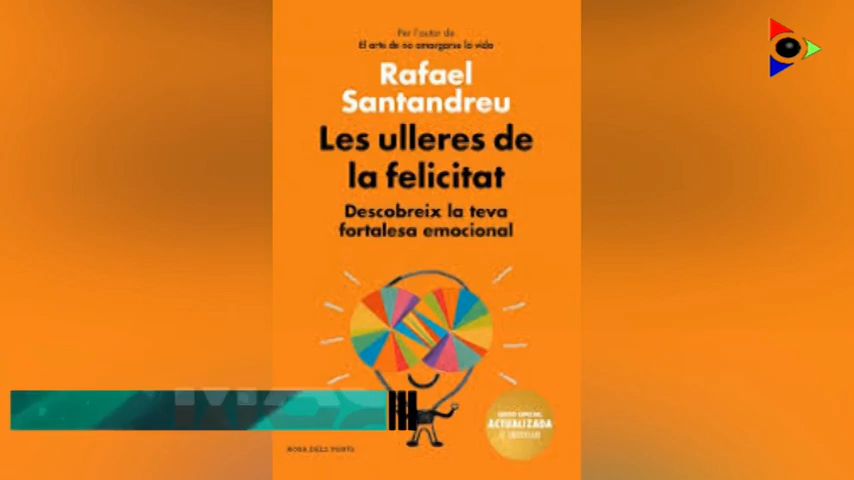 Per l'autor de
El arte de no amargarse la vida
Rafael
Santandreu
Les ulleres de
la felicitat
Descobreix la teva
fortalesa emocional
ACTUALIZADA
ROSA DELS VENTS